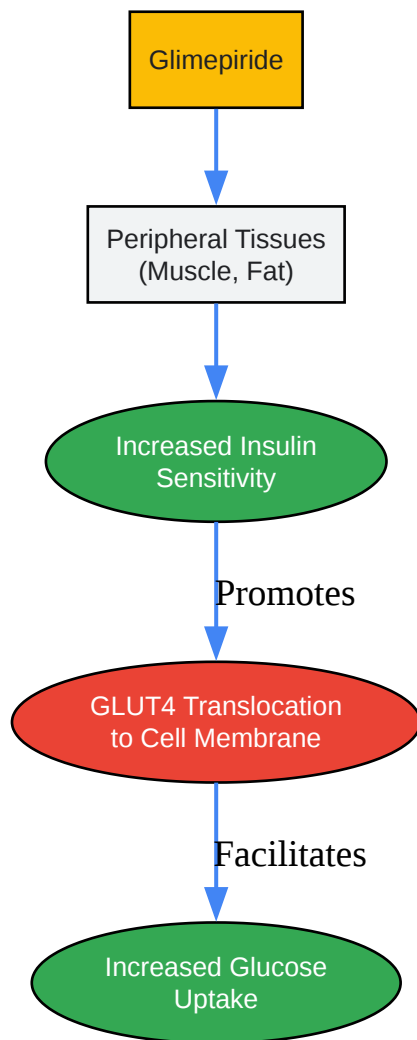 Glimepiride
Peripheral Tissues
(Muscle, Fat)
Increased Insulin
Sensitivity
Promotes
GLUT4 Translocation
to Cell Membrane
Facilitates
Increased Glucose
Uptake